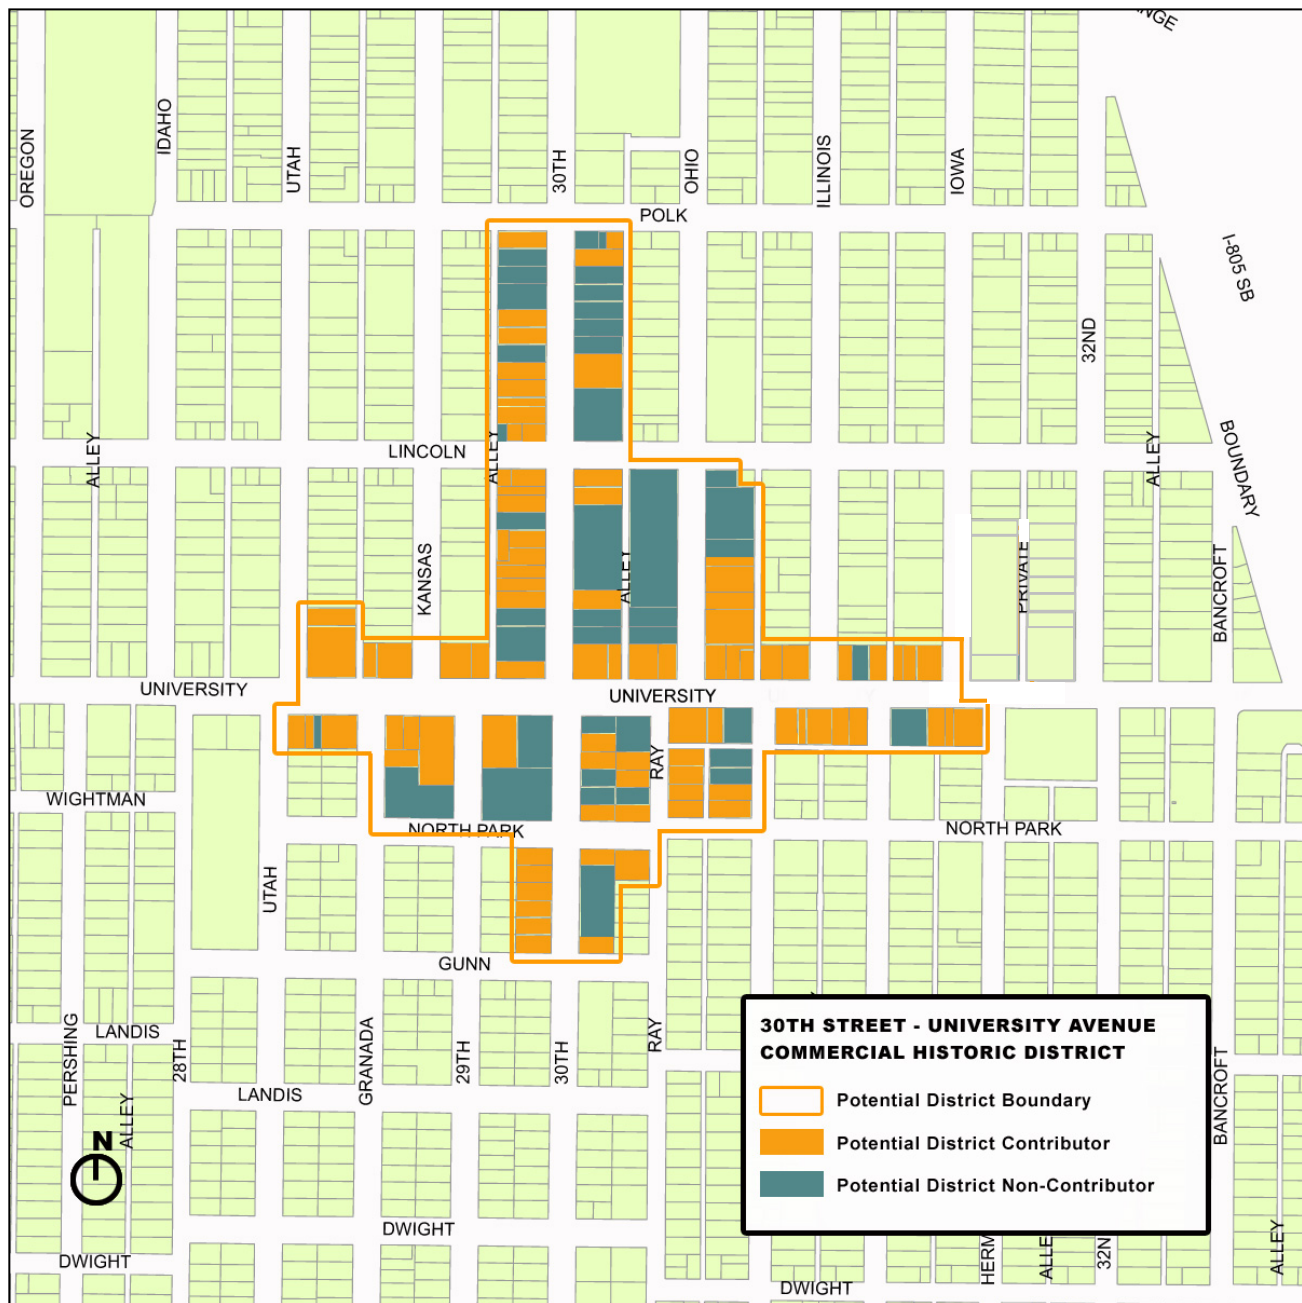 NGE
OREGON
IDAHO
UTAH
30TH
OHIO
ILLINOIS
IOWA
POLK
I-805 SB
32ND
BOUNDARY
LINCOLN
ALLEY
ALLEY
ALLEY
KANSAS
ALLEY
PRIVATE
BANCROFT
UNIVERSITY
UNIVERSITY
RAY
WIGHTMAN
NORTH PARK
NORTH PARK
UTAH
GUNN
PERSHING
LANDIS
28TH
GRANADA
29TH
30TH
RAY
LANDIS
ALLEY
N
30TH STREET - UNIVERSITY AVENUE
COMMERCIAL HISTORIC DISTRICT
Potential District Boundary
Potential District Contributor
Potential District Non-Contributor
BANCROFT
DWIGHT
DWIGHT
HERM
ALLE
32N
ALLEY
DWIGHT